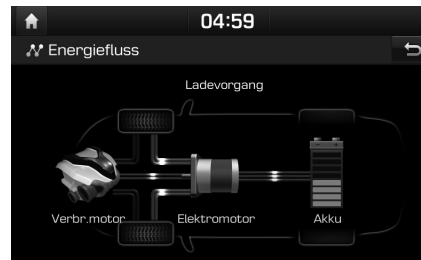 04:59
Energiefluss
Ladevorgang
Verbr.motor
Elektromotor
Akku